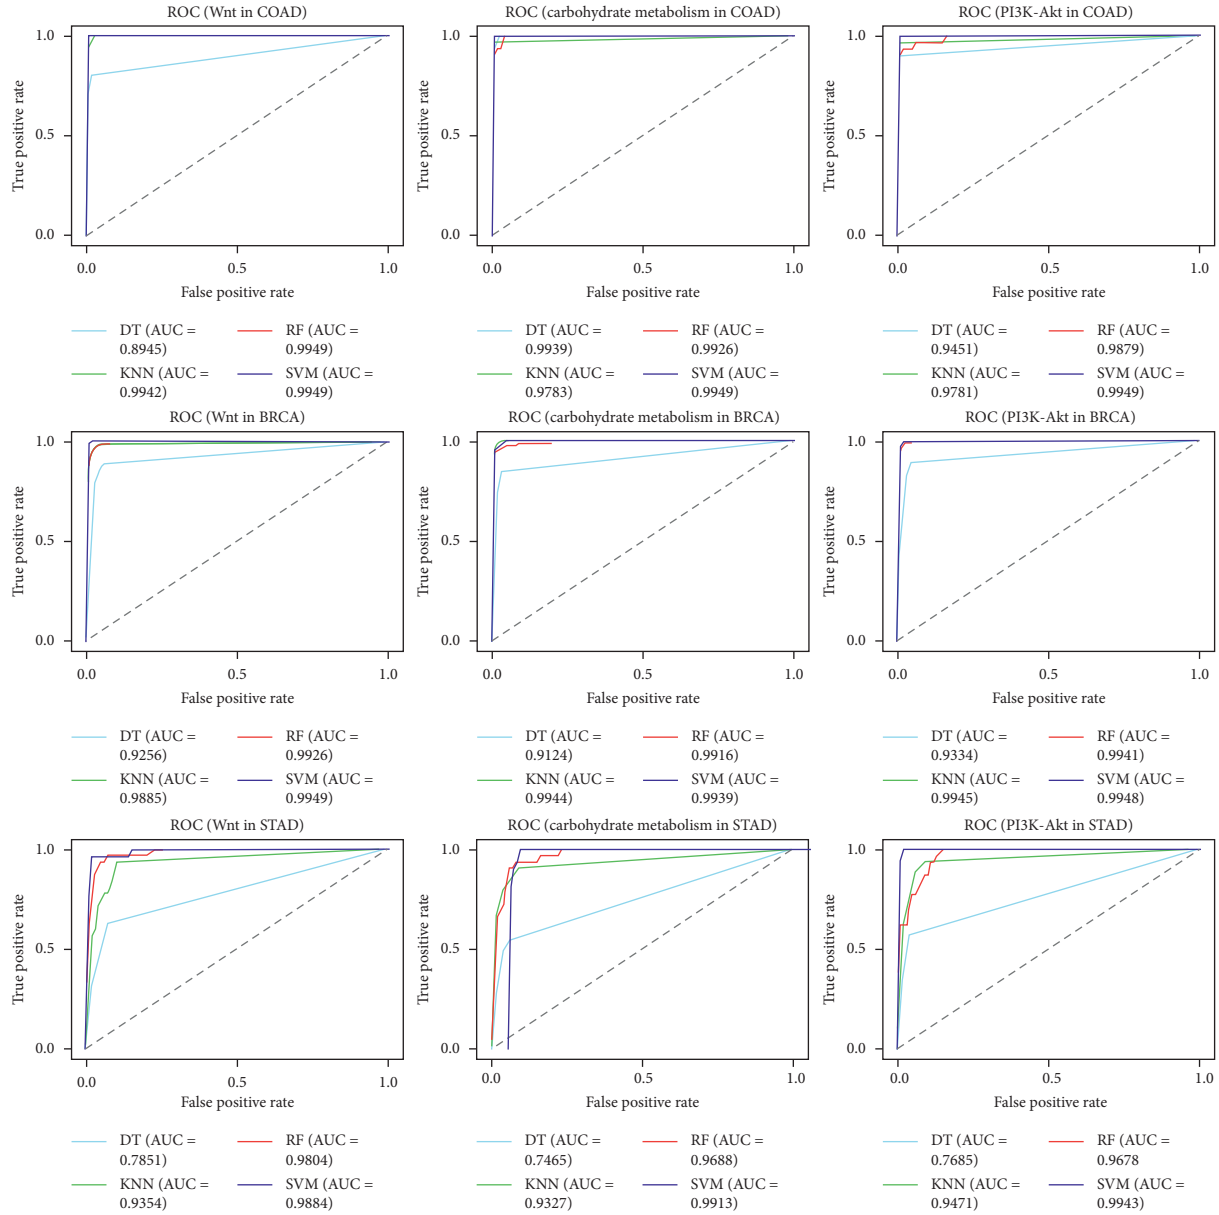 ROC (Wnt in COAD)
ROC (carbohydrate metabolism in COAD)
ROC (PI3K-Akt in COAD)
1.0
0.5
0.0
True positive rate
0.0 0.5 1.0
False positive rate
1.0
0.5
0.0
True positive rate
0.0 0.5 1.0
False positive rate
1.0
0.5
0.0
True positive rate
0.0 0.5 1.0
False positive rate
DT (AUC =
0.8945)
RF (AUC =
0.9949)
KNN (AUC =
0.9942)
SVM (AUC =
0.9949)
DT (AUC =
0.9939)
RF (AUC =
0.9926)
KNN (AUC =
0.9783)
SVM (AUC =
0.9949)
DT (AUC =
0.9451)
RF (AUC =
0.9879)
KNN (AUC =
0.9781)
SVM (AUC =
0.9949)
ROC (Wnt in BRCA)
ROC (carbohydrate metabolism in BRCA)
ROC (PI3K-Akt in BRCA)
1.0
0.5
0.0
True positive rate
0.0 0.5 1.0
False positive rate
1.0
0.5
0.0
True positive rate
0.0 0.5 1.0
False positive rate
1.0
0.5
0.0
True positive rate
0.0 0.5 1.0
False positive rate
DT (AUC =
0.9256)
RF (AUC =
0.9926)
KNN (AUC =
0.9885)
SVM (AUC =
0.9949)
DT (AUC =
0.9124)
RF (AUC =
0.9916)
KNN (AUC =
0.9944)
SVM (AUC =
0.9939)
DT (AUC =
0.9334)
RF (AUC =
0.9941)
KNN (AUC =
0.9945)
SVM (AUC =
0.9948)
ROC (Wnt in STAD)
ROC (carbohydrate metabolism in STAD)
ROC (PI3K-Akt in STAD)
1.0
0.5
0.0
True positive rate
0.0 0.5 1.0
False positive rate
1.0
0.5
0.0
True positive rate
0.0 0.5 1.0
False positive rate
1.0
0.5
0.0
True positive rate
0.0 0.5 1.0
False positive rate
DT (AUC =
0.7851)
RF (AUC =
0.9804)
KNN (AUC =
0.9354)
SVM (AUC =
0.9884)
DT (AUC =
0.7465)
RF (AUC =
0.9688)
KNN (AUC =
0.9327)
SVM (AUC =
0.9913)
DT (AUC =
0.7685)
RF (AUC =
0.9678
KNN (AUC =
0.9471)
SVM (AUC =
0.9943)